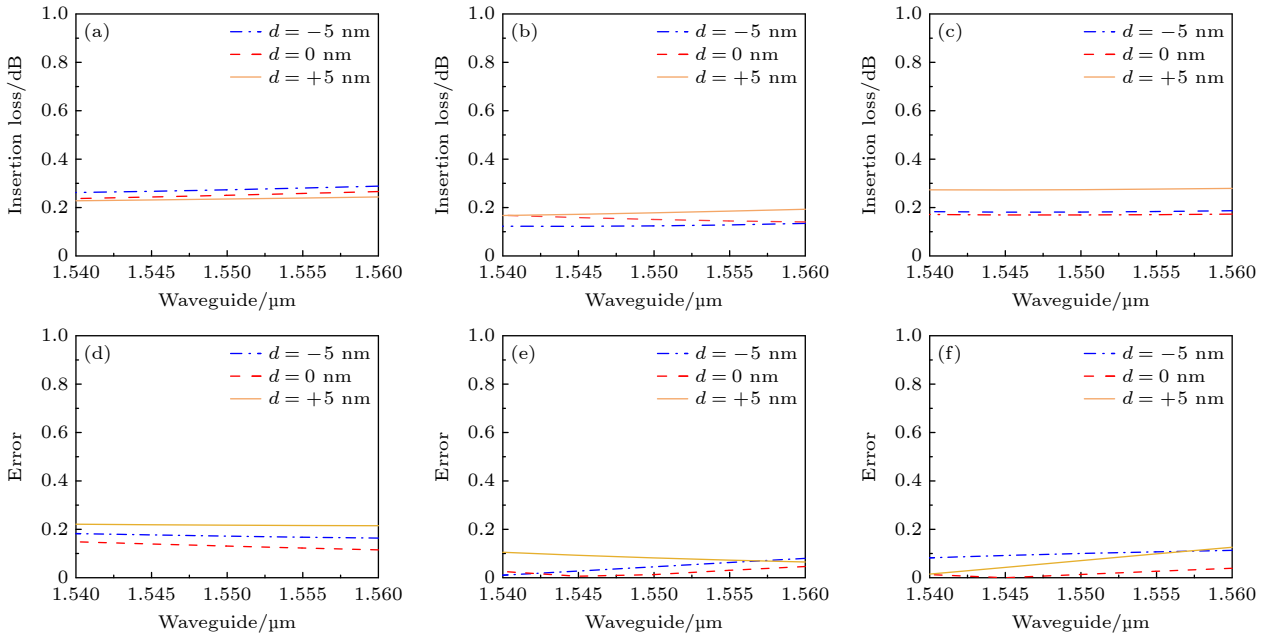 (a)
d = −5 nm
d = 0 nm
d = +5 nm
1.0
0.8
0.6
0.4
0.2
0
Insertion loss/dB
1.540 1.545 1.550 1.555 1.560
Waveguide/μm
(b)
d = −5 nm
d = 0 nm
d = +5 nm
1.0
0.8
0.6
0.4
0.2
0
Insertion loss/dB
1.540 1.545 1.550 1.555 1.560
Waveguide/μm
(c)
d = −5 nm
d = 0 nm
d = +5 nm
1.0
0.8
0.6
0.4
0.2
0
Insertion loss/dB
1.540 1.545 1.550 1.555 1.560
Waveguide/μm
(d)
d = −5 nm
d = 0 nm
d = +5 nm
1.0
0.8
0.6
0.4
0.2
0
Error
1.540 1.545 1.550 1.555 1.560
Waveguide/μm
(e)
d = −5 nm
d = 0 nm
d = +5 nm
1.0
0.8
0.6
0.4
0.2
0
Error
1.540 1.545 1.550 1.555 1.560
Waveguide/μm
(f)
d = −5 nm
d = 0 nm
d = +5 nm
1.0
0.8
0.6
0.4
0.2
0
Error
1.540 1.545 1.550 1.555 1.560
Waveguide/μm